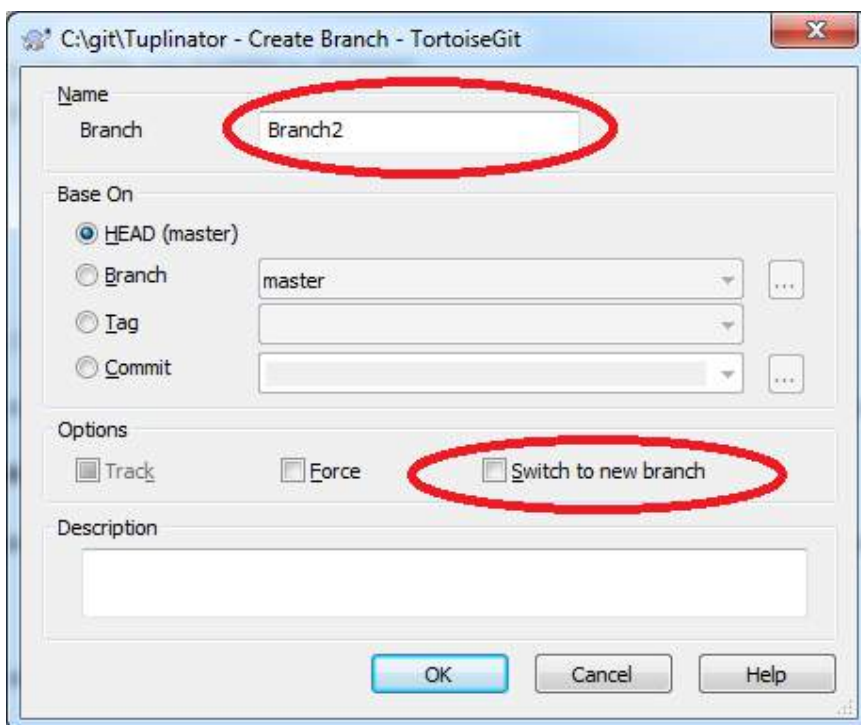 C:\git\Tuplinator - Create Branch - TortoiseGit
Name
Branch Branch2
Base On
HEAD (master)
Branch master ...
Tag
Commit ...
Options
Track Force Switch to new branch
Description
OK Cancel Help